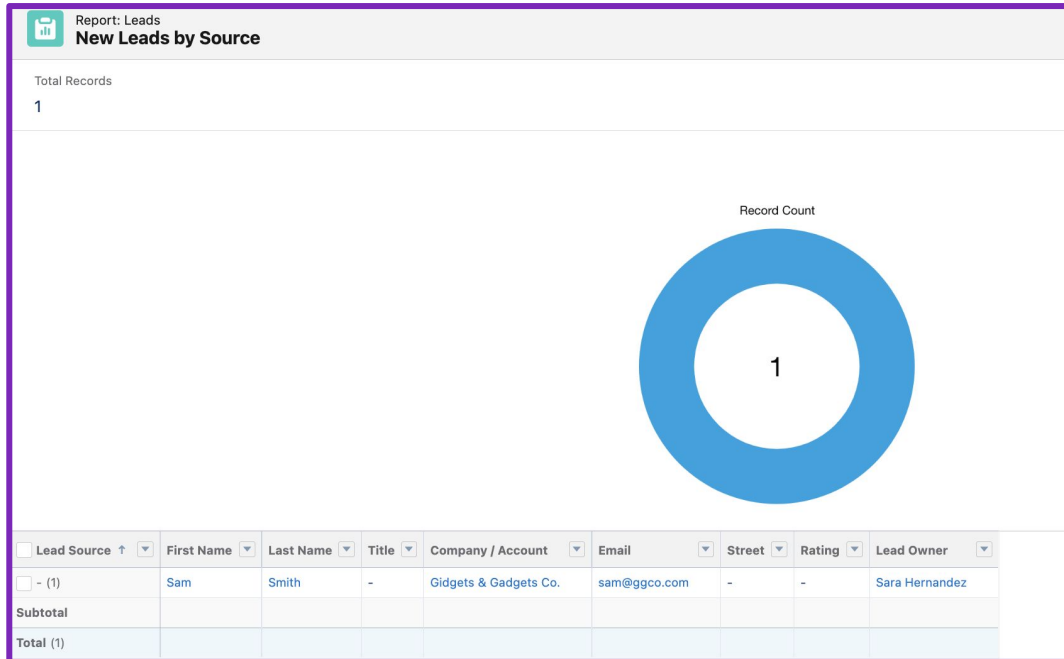 Report: Leads
New Leads by Source
Total Records
1
Record Count
1
Lead Source ↑ First Name Last Name Title Company / Account Email Street Rating Lead Owner
- (1) Sam Smith - Gidgets & Gadgets Co. sam@ggco.com - - Sara Hernandez
Subtotal
Total (1)